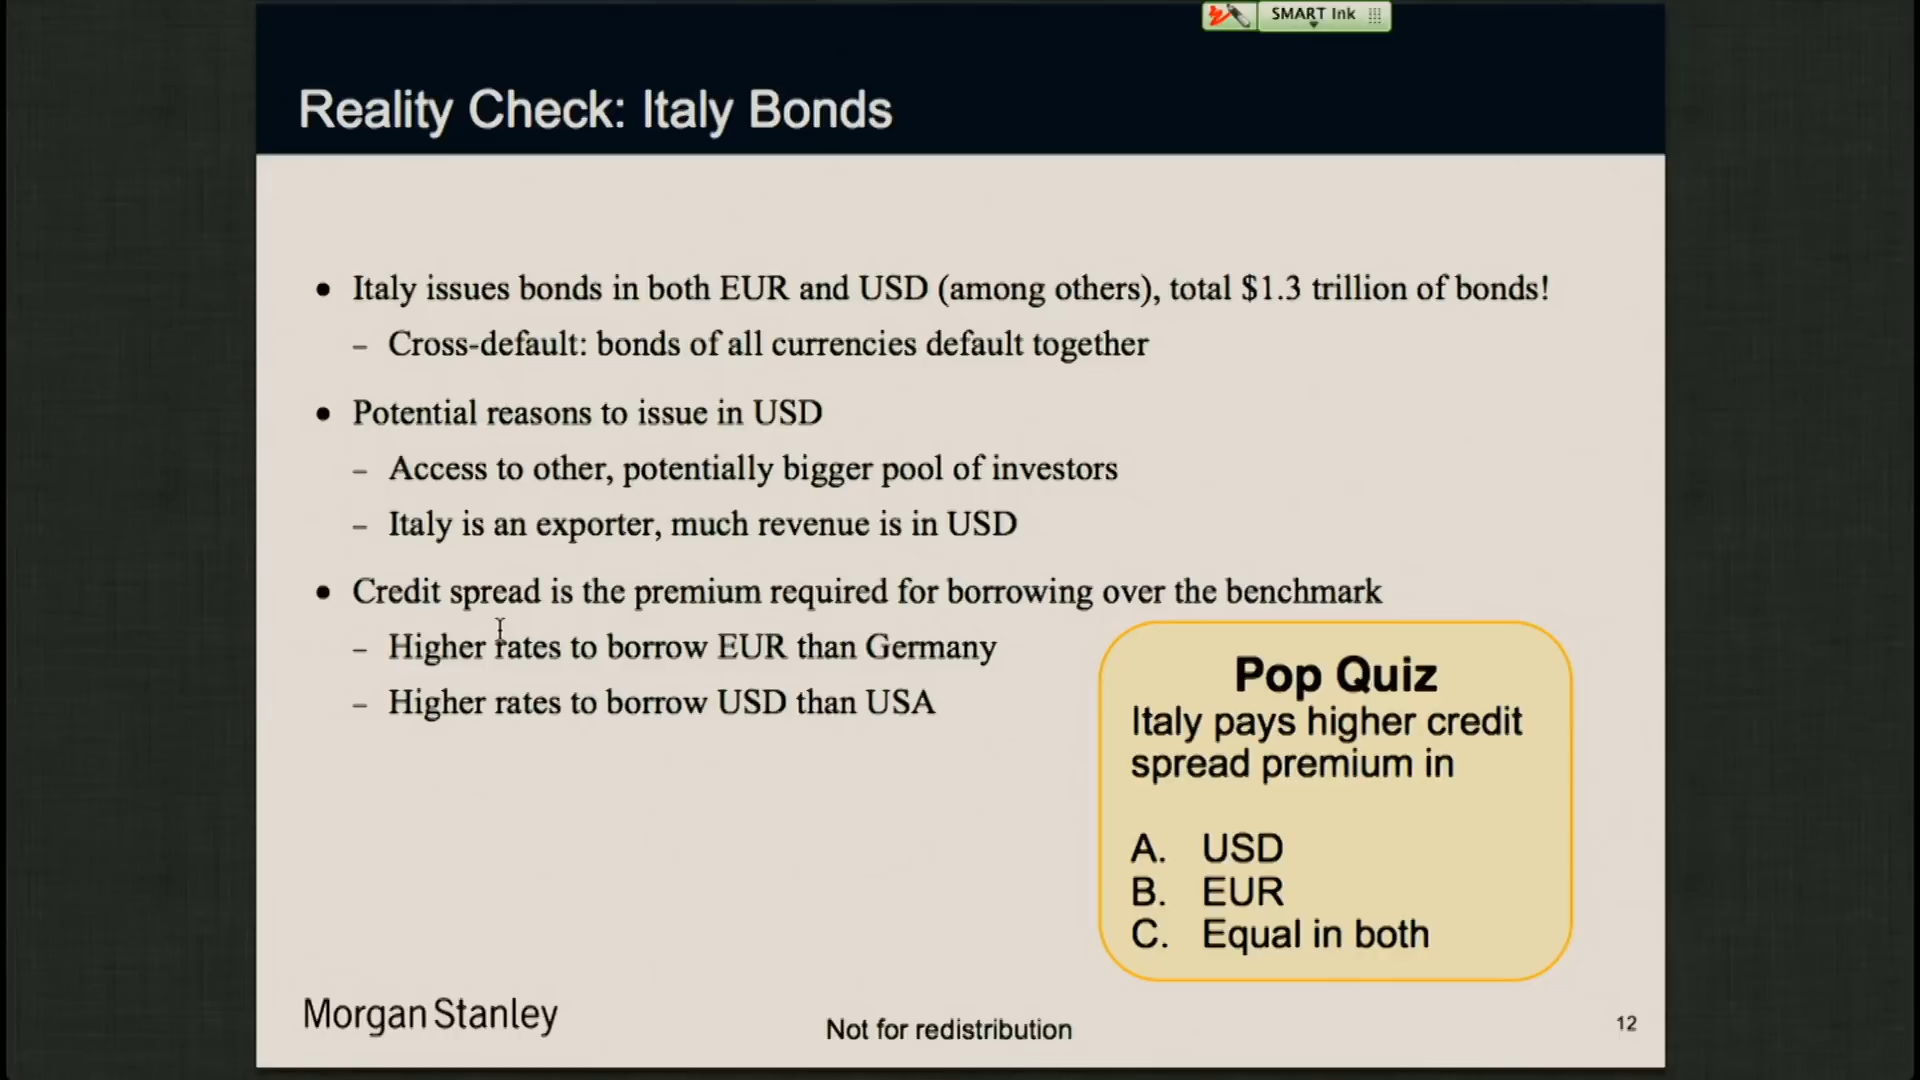 SMART Ink
Reality Check: Italy Bonds
• Italy issues bonds in both EUR and USD (among others), total $1.3 trillion of bonds!
– Cross-default: bonds of all currencies default together
• Potential reasons to issue in USD
– Access to other, potentially bigger pool of investors
– Italy is an exporter, much revenue is in USD
• Credit spread is the premium required for borrowing over the benchmark
– Higher rates to borrow EUR than Germany
– Higher rates to borrow USD than USA
Pop Quiz
Italy pays higher credit
spread premium in
A. USD
B. EUR
C. Equal in both
Morgan Stanley
Not for redistribution
12